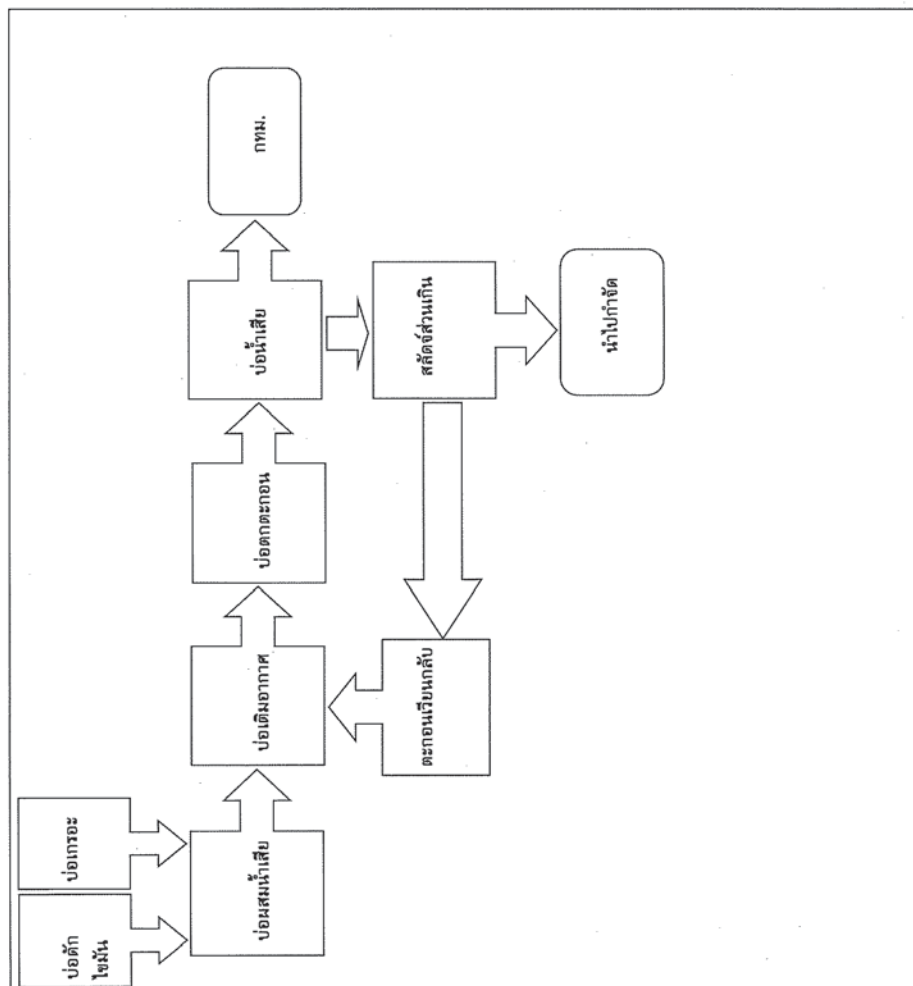 บ่อดัก
ไขมัน
บ่อเกรอะ
บ่อผสมน้ำเสีย
บ่อเติมอากาศ
บ่อตกตะกอน
บ่อน้ำเสีย
กทม.
ตะกอนเวียนกลับ
สลัดจ์ส่วนเกิน
นำไปกำจัด